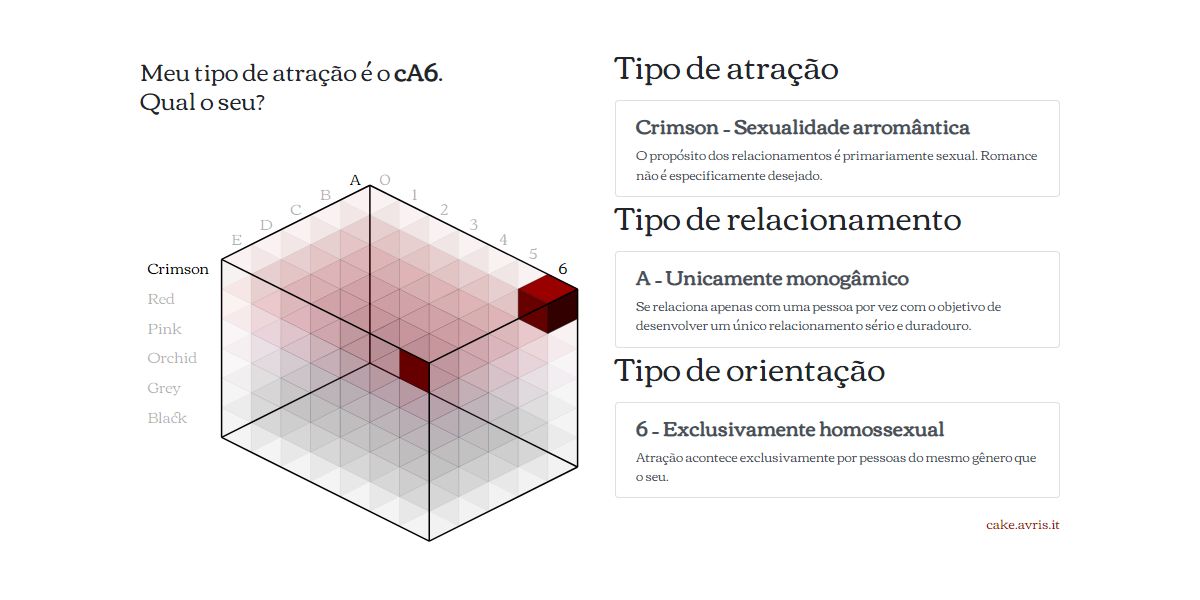 Meu tipo de atração é o cA6.
Qual o seu?
A O
B 1
C 2
D 3
E 4
5
6
Crimson
Red
Pink
Orchid
Grey
Black
Tipo de atração
Crimson - Sexualidade arromântica
O propósito dos relacionamentos é primariamente sexual. Romance
não é especificamente desejado.
Tipo de relacionamento
A - Unicamente monogâmico
Se relaciona apenas com uma pessoa por vez com o objetivo de
desenvolver um único relacionamento sério e duradouro.
Tipo de orientação
6 - Exclusivamente homossexual
Atração acontece exclusivamente por pessoas do mesmo gênero que
o seu.
cake.avris.it